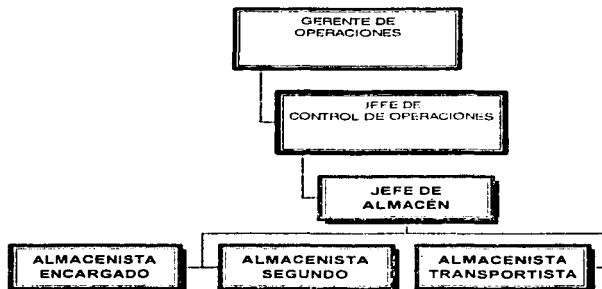 GERENTE DE
OPERACIONES
JEFE DE
CONTROL DE OPERACIONES
JEFE DE
ALMACÉN
ALMACENISTA
ENCARGADO
ALMACENISTA
SEGUNDO
ALMACENISTA
TRANSPORTISTA